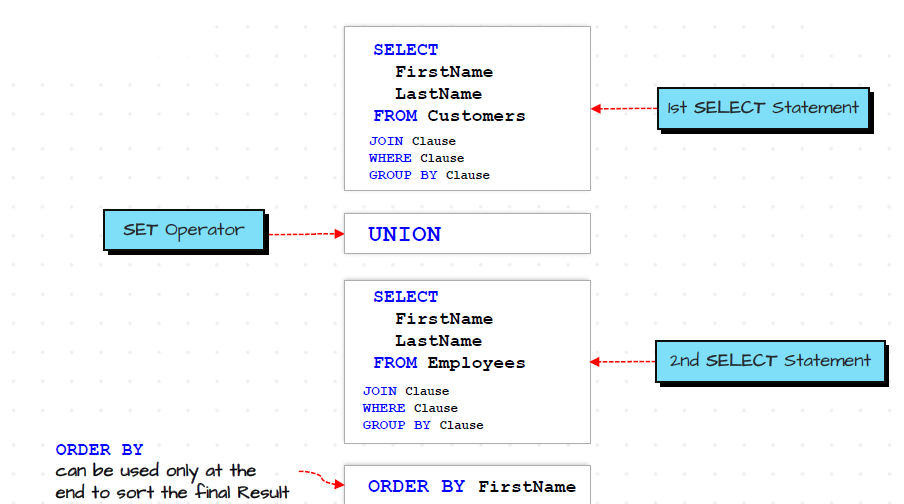 SELECT
FirstName
LastName
FROM Customers
JOIN Clause
WHERE Clause
GROUP BY Clause
1st SELECT Statement
SET Operator
UNION
SELECT
FirstName
LastName
FROM Employees
JOIN Clause
WHERE Clause
GROUP BY Clause
2nd SELECT Statement
ORDER BY
can be used only at the
end to sort the final Result
ORDER BY FirstName